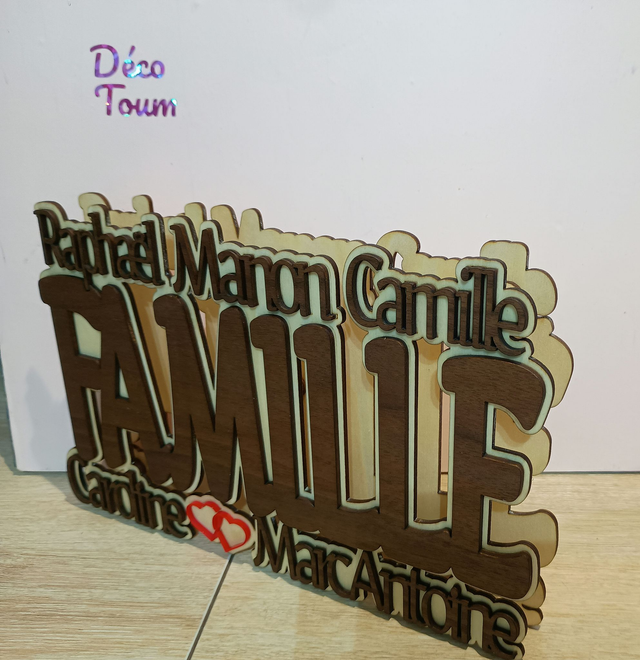 Déco
Toum
Raphaël Manon Camille
FAMILLE
Caroline MarcAntoine